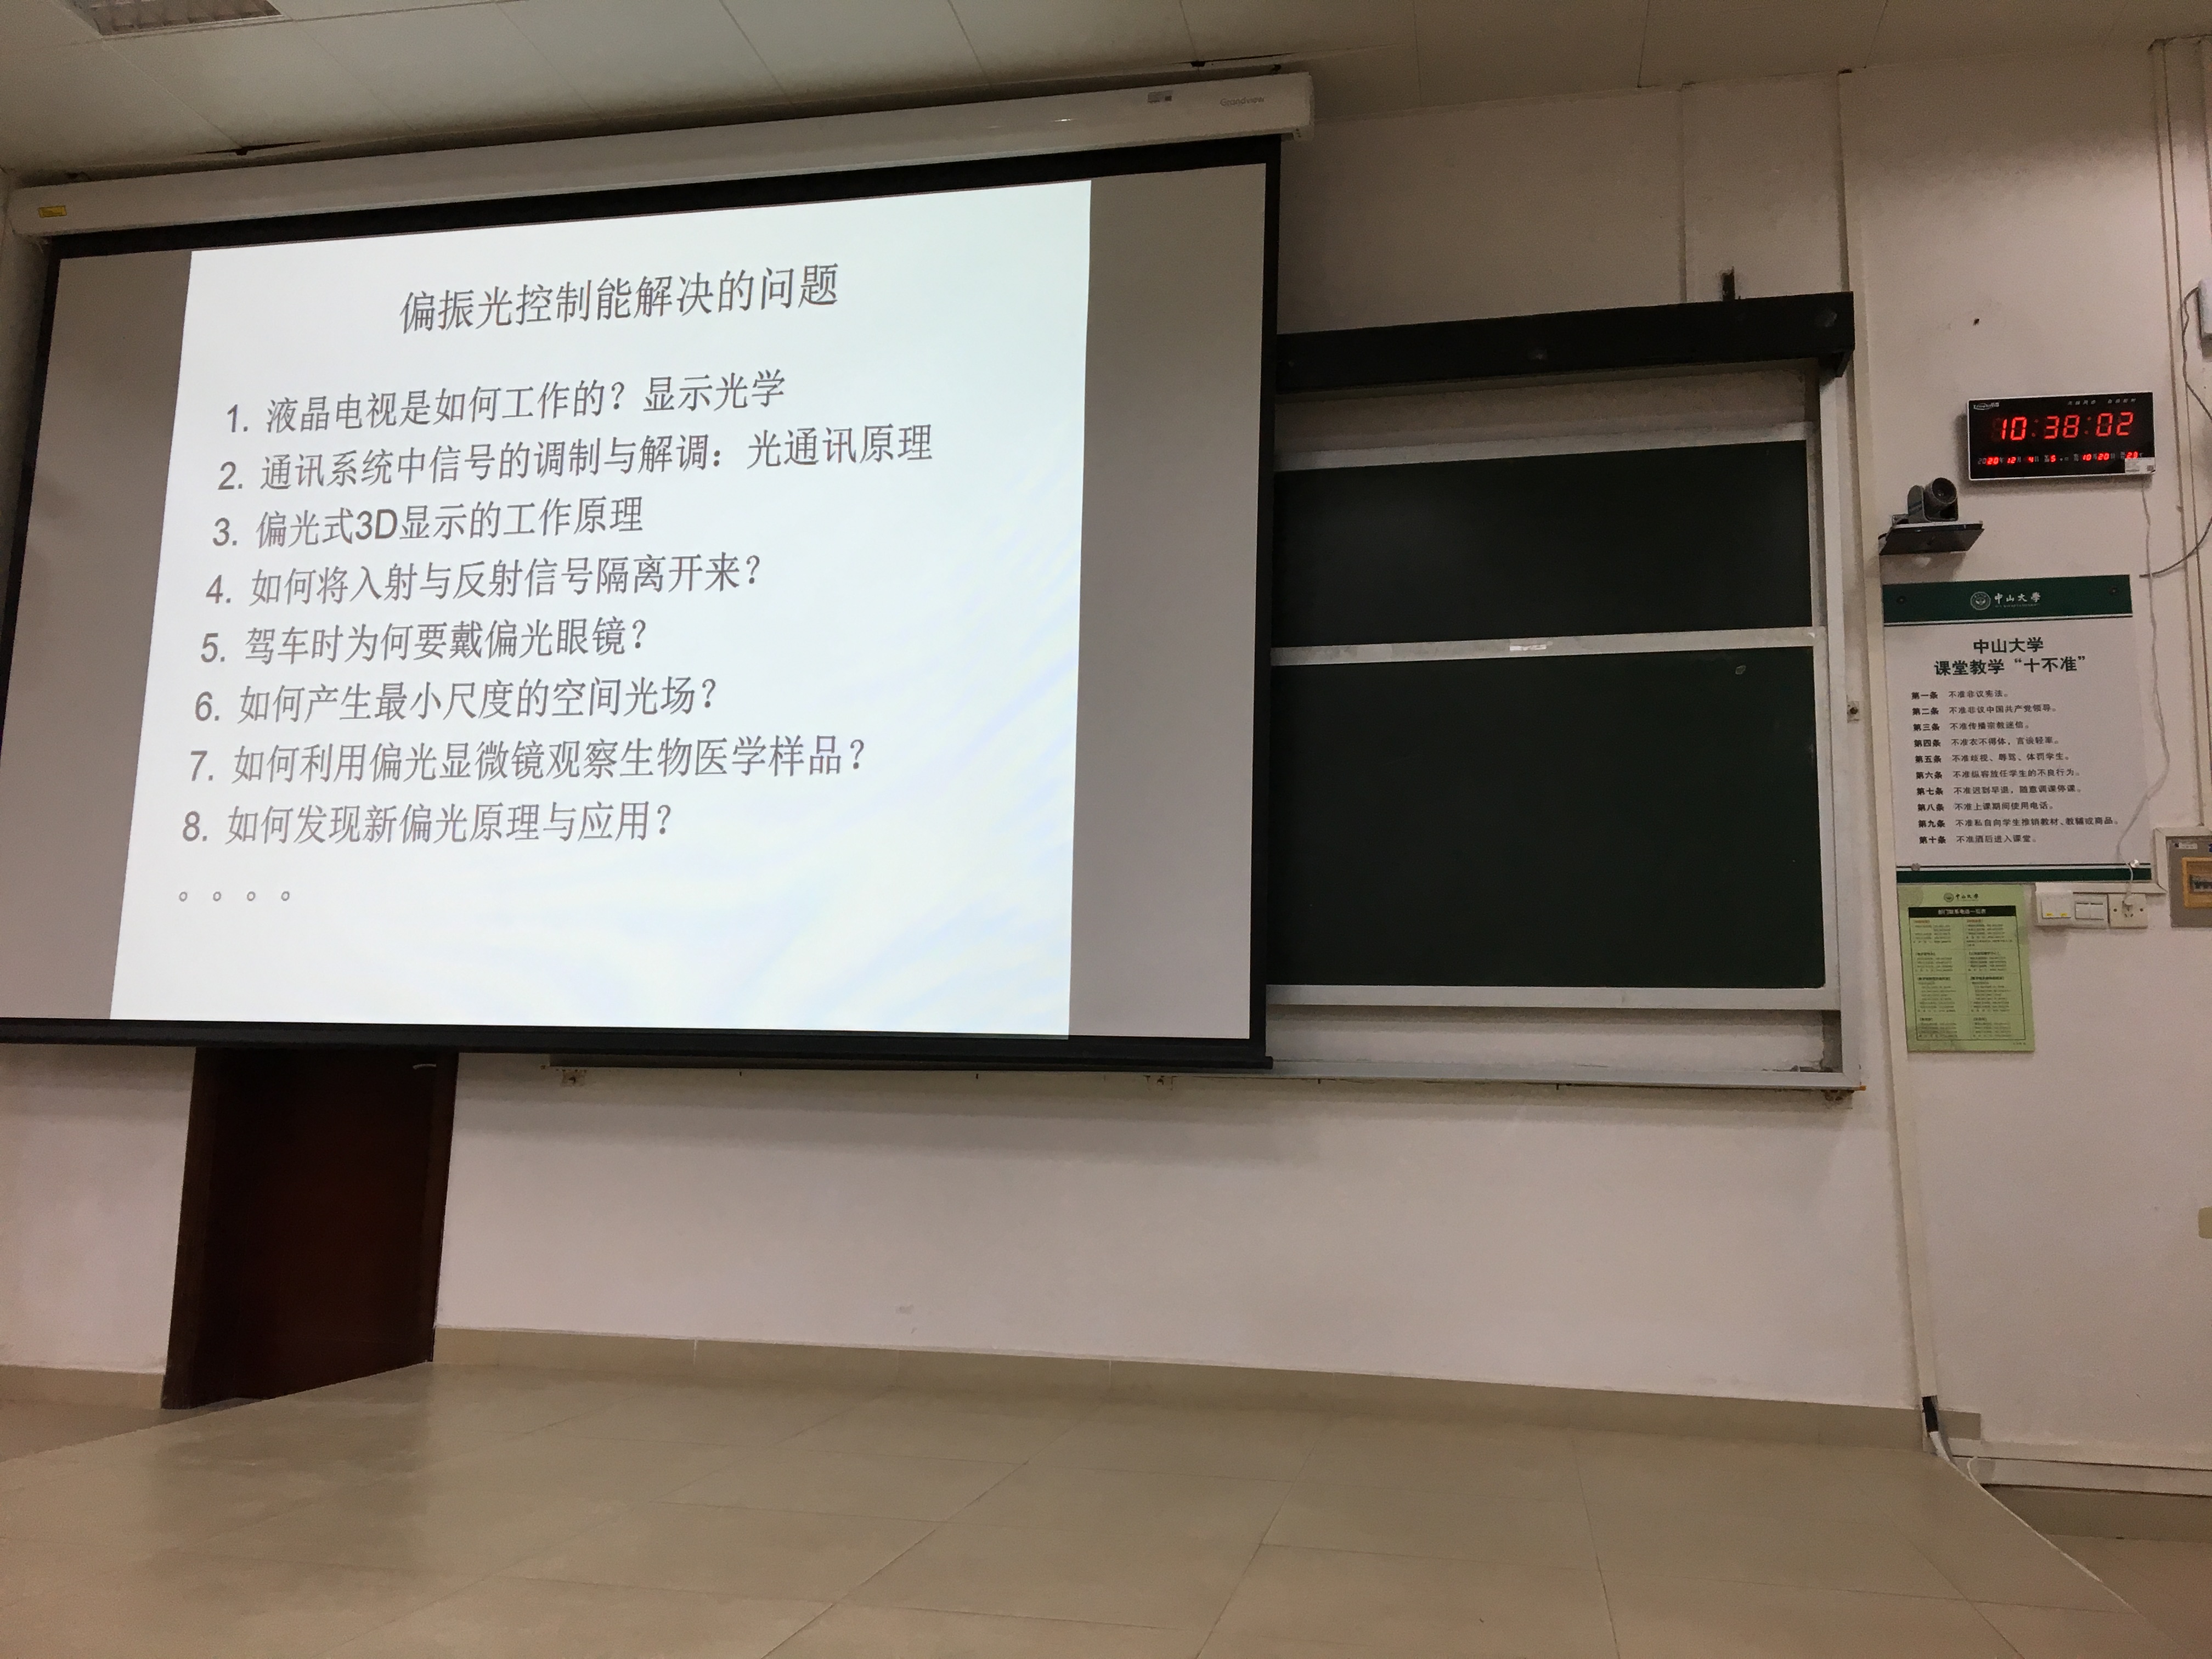 Grandview
偏振光控制能解决的问题
1. 液晶电视是如何工作的？显示光学
2. 通讯系统中信号的调制与解调：光通讯原理
3. 偏光式3D显示的工作原理
4. 如何将入射与反射信号隔离开来？
5. 驾车时为何要戴偏光眼镜？
6. 如何产生最小尺度的空间光场？
7. 如何利用偏光显微镜观察生物医学样品？
8. 如何发现新偏光原理与应用？
。。。。
10:38:02
中山大學
中山大学
课堂教学“十不准”
第一条 不准非议宪法。
第二条 不准非议中国共产党领导。
第三条 不准传播宗教迷信。
第四条 不准衣不得体，言谈轻率。
第五条 不准歧视、辱骂、体罚学生。
第六条 不准纵容放任学生的不良行为。
第七条 不准迟到早退，随意调课停课。
第八条 不准上课期间使用电话。
第九条 不准私自向学生推销教材、教辅或商品。
第十条 不准酒后进入课堂。
中山大學
部门联系电话一览表